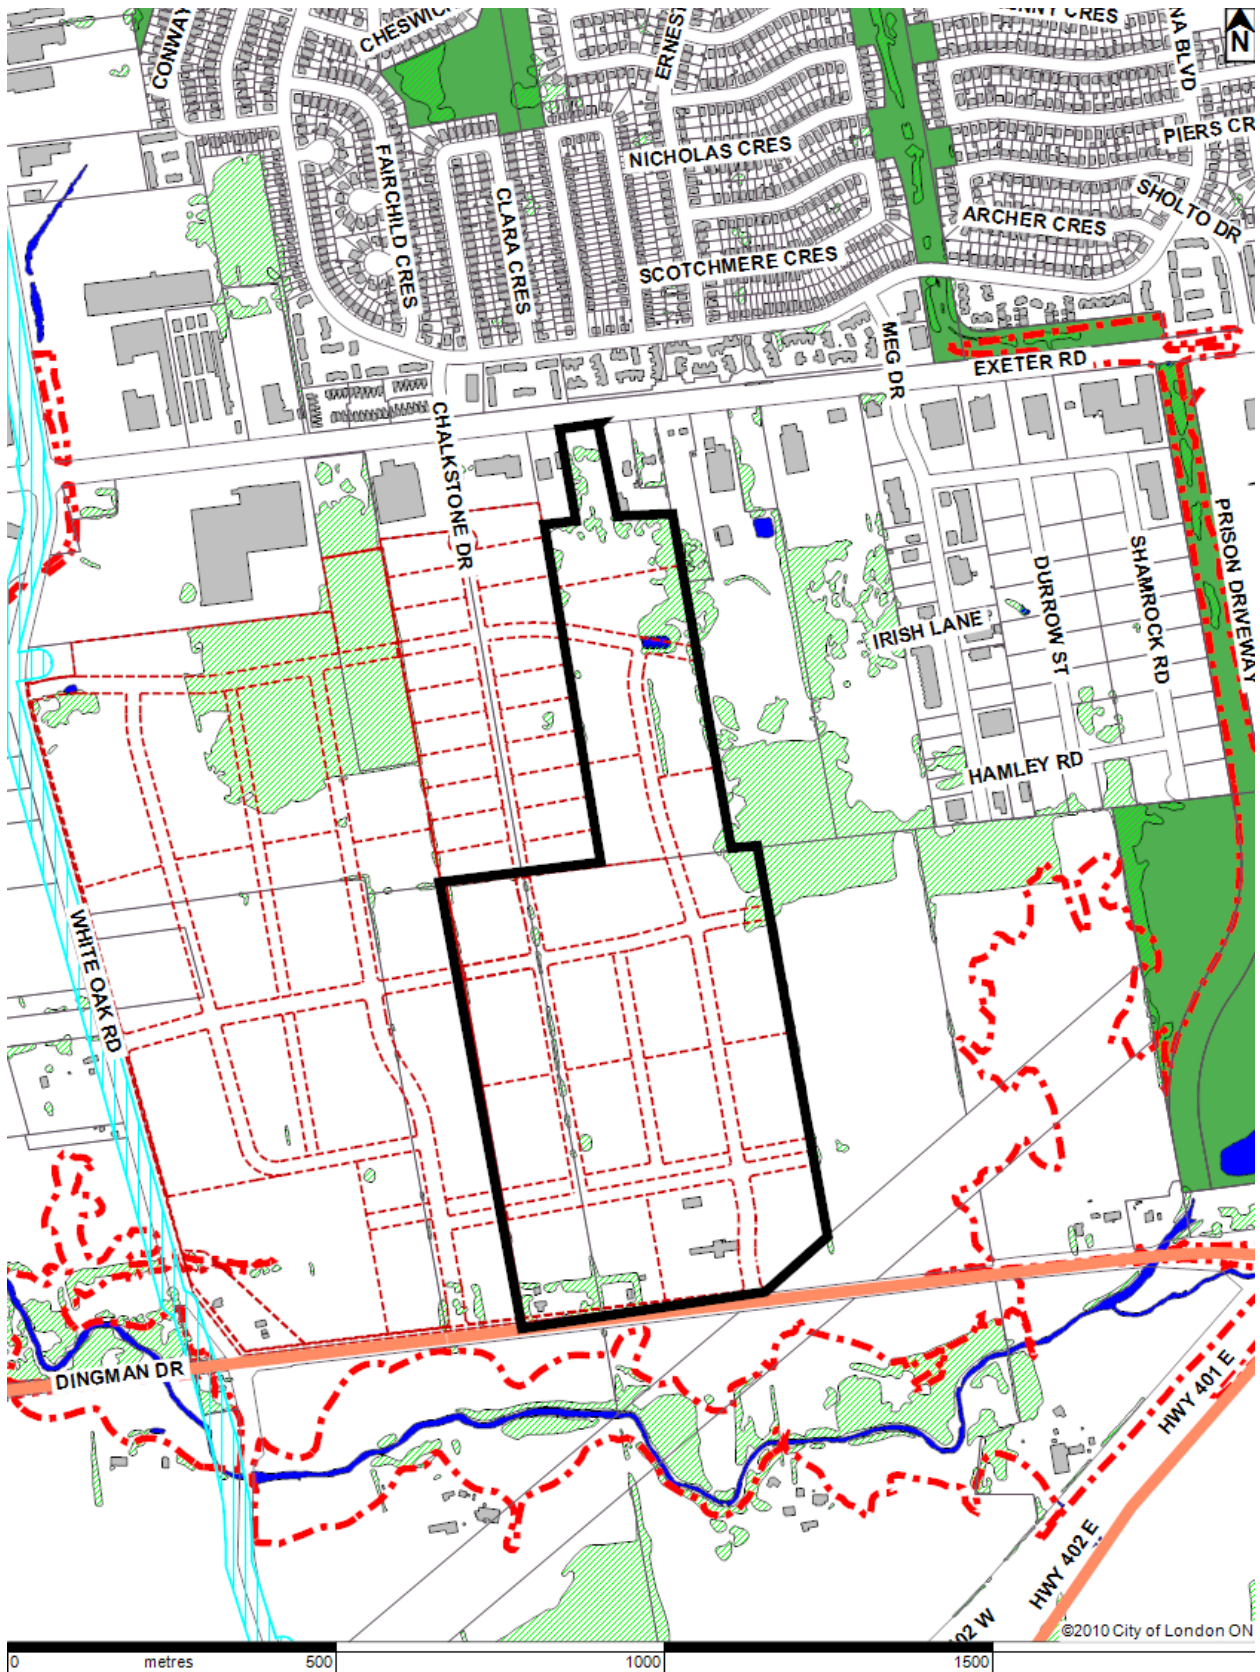 CONWAY
CHESWICK
ERNEST
NNY CRES
NA BLVD
N
NICHOLAS CRES
PIERS CR
FAIRCHILD CRES
CLARA CRES
SHOLTO DR
ARCHER CRES
SCOTCHMERE CRES
MEG DR
EXETER RD
CHALKSTONE DR
PRISON DRIVEWAY
SHAMROCK RD
DURROW ST
IRISH LANE
HAMLEY RD
WHITE OAK RD
DINGMAN DR
HWY 401 E
HWY 402 E
02 W
©2010 City of London ON
0 metres 500 1000 1500